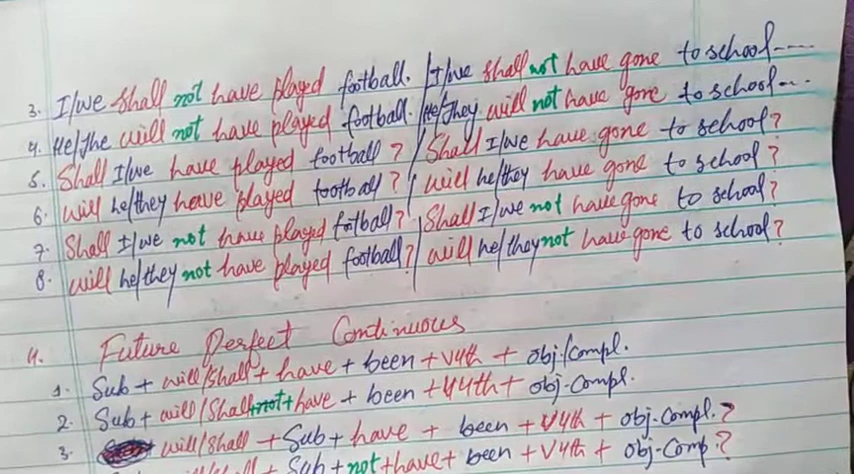 3. I/we shall not have played football. / I/we shall not have gone to school----
4. He/the will not have played football. / He/they will not have gone to school--.
5. Shall I/we have played football? / Shall I/we have gone to school?
6. will he/they have played football? / will he/they have gone to school?
7. Shall I/we not have played football? / Shall I/we not have gone to school?
8. will he/they not have played football? / will he/they not have gone to school?
4. Future Perfect Continuous
1. Sub + will/shall + have + been + V4th + obj/compl.
2. Sub + will/shall + not + have + been + V4th + obj-compl.
3. will/shall + Sub + have + been + V4th + obj-compl.?
+ Sub + not + have + been + V4th + obj-comp?